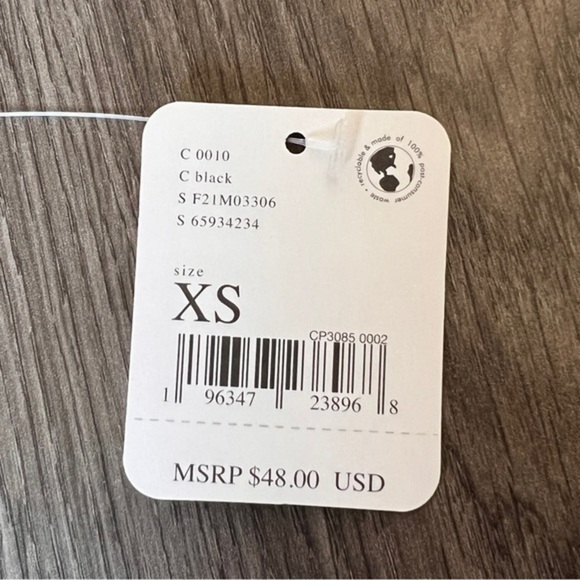 C 0010
C black
S F21M03306
S 65934234
recyclable & made of 100% post-consumer waste
size
XS
CP3085 0002
1 96347 23896 8
MSRP $48.00 USD